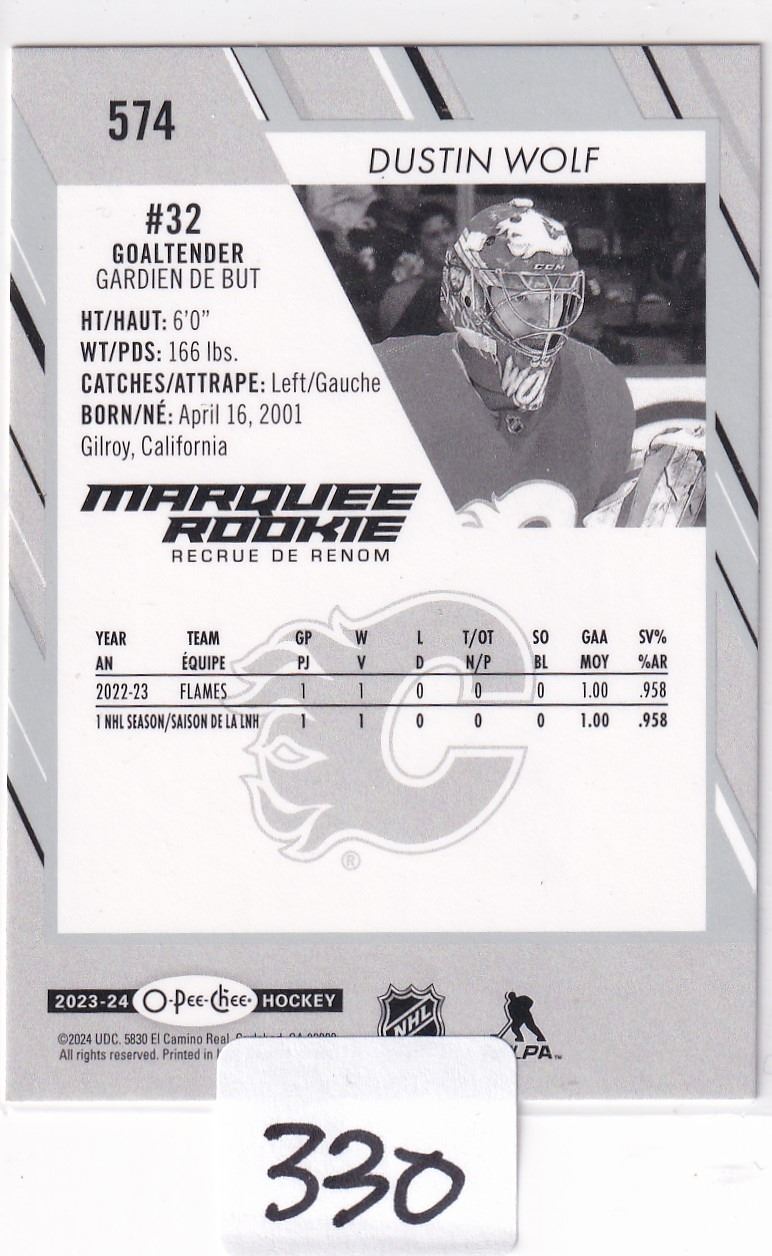 574
DUSTIN WOLF
#32
GOALTENDER
GARDIEN DE BUT
HT/HAUT: 6'0"
WT/PDS: 166 lbs.
CATCHES/ATTRAPE: Left/Gauche
BORN/NÉ: April 16, 2001
Gilroy, California
CCM
WOLF
MARQUEE
ROOKIE
RECRUE DE RENOM
YEAR TEAM GP W L T/OT SO GAA SV%
AN ÉQUIPE PJ V D N/P BL MOY %AR
2022-23 FLAMES 1 1 0 0 0 1.00 .958
1 NHL SEASON/SAISON DE LA LNH 1 1 0 0 0 1.00 .958
®
2023-24 O-Pee-Chee® HOCKEY
NHL
©2024 UDC. 5830 El Camino Real,
All rights reserved. Printed in
LPA™
330